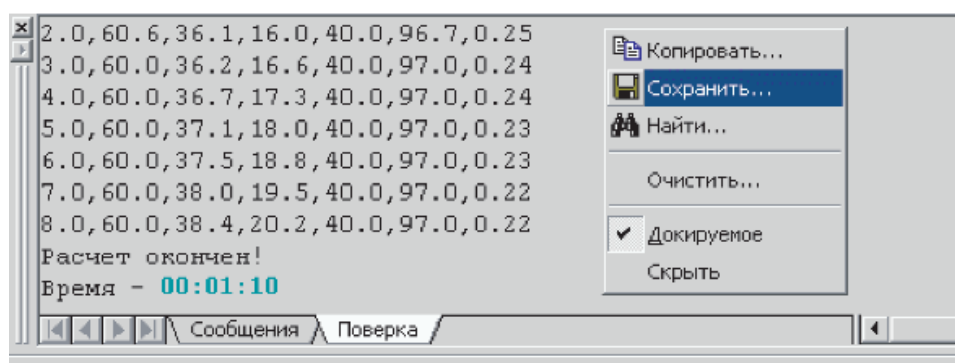 2.0,60.6,36.1,16.0,40.0,96.7,0.25
3.0,60.0,36.2,16.6,40.0,97.0,0.24
4.0,60.0,36.7,17.3,40.0,97.0,0.24
5.0,60.0,37.1,18.0,40.0,97.0,0.23
6.0,60.0,37.5,18.8,40.0,97.0,0.23
7.0,60.0,38.0,19.5,40.0,97.0,0.22
8.0,60.0,38.4,20.2,40.0,97.0,0.22
Расчет окончен!
Время - 00:01:10
Копировать...
Сохранить...
Найти...
Очистить...
Докируемое
Скрыть
Сообщения
Поверка